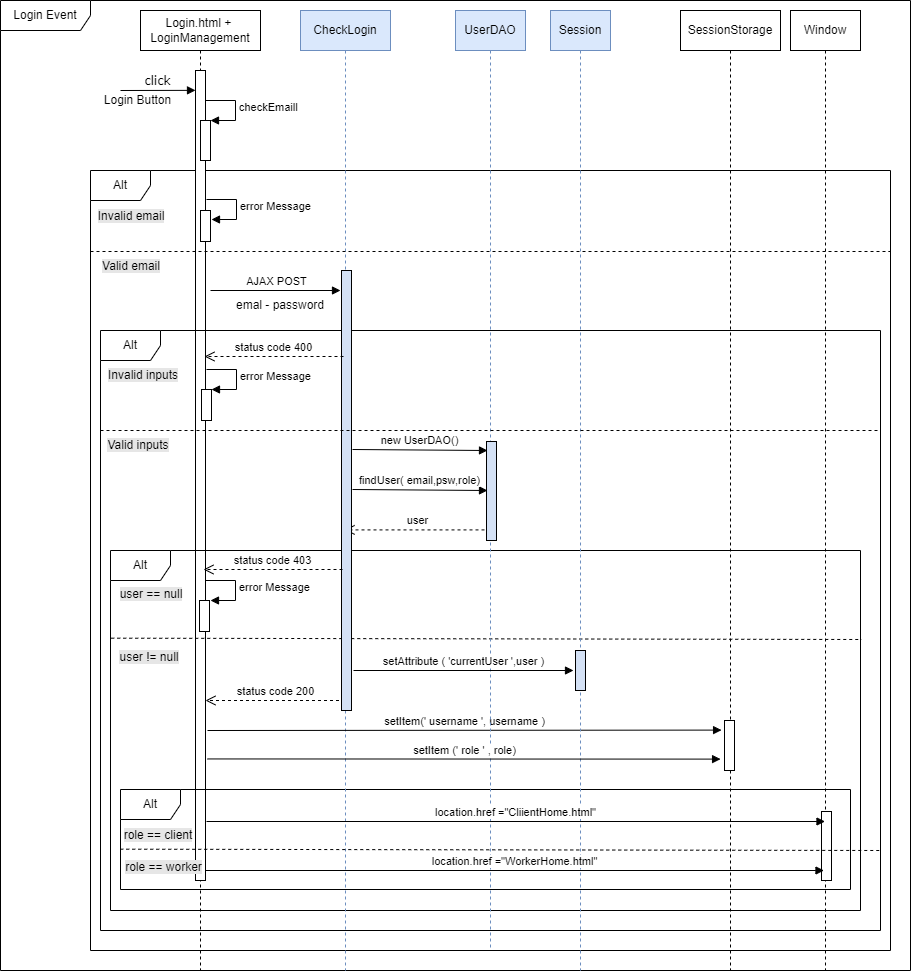 Login Event
Login.html +
LoginManagement
CheckLogin
UserDAO
Session
SessionStorage
Window
click
Login Button
checkEmaill
Alt
Invalid email
error Message
Valid email
AJAX POST
emal - password
Alt
status code 400
Invalid inputs
error Message
Valid inputs
new UserDAO()
findUser( email,psw,role)
user
Alt
status code 403
user == null
error Message
user != null
setAttribute ( 'currentUser ',user )
status code 200
setItem(' username ', username )
setItem (' role ' , role)
Alt
location.href ="CliientHome.html"
role == client
location.href ="WorkerHome.html"
role == worker